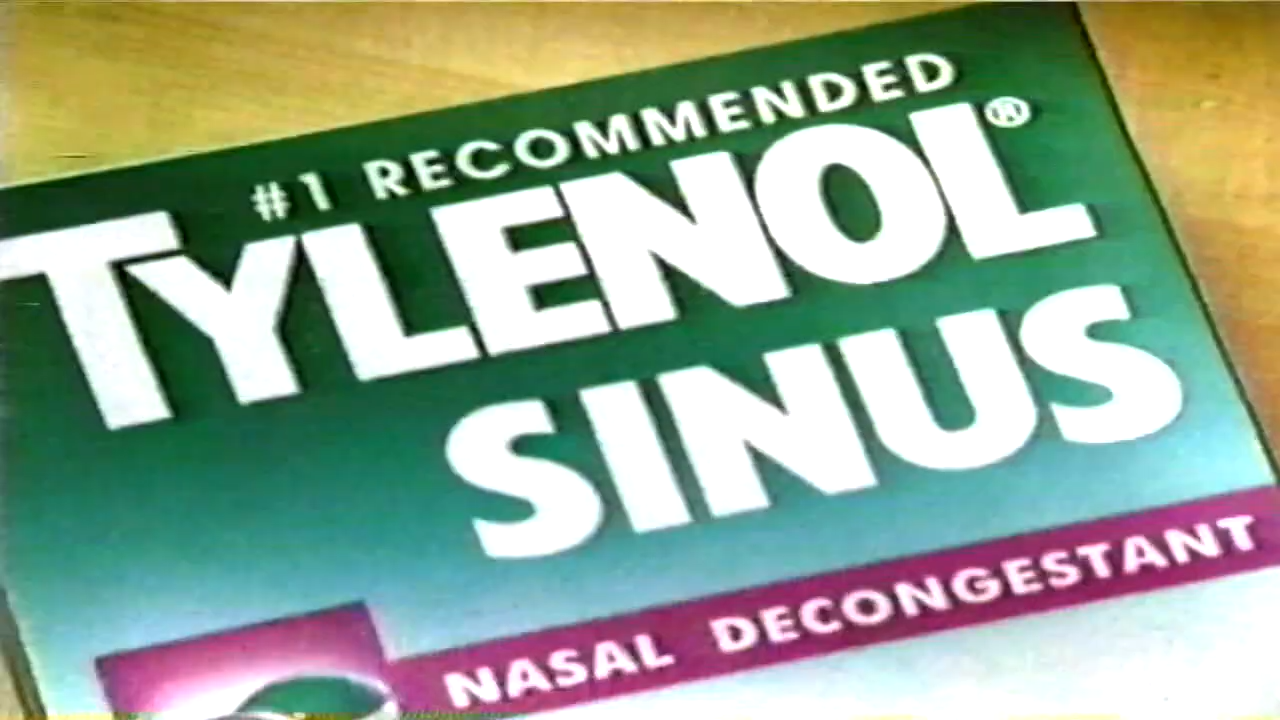 #1 RECOMMENDED
TYLENOL®
SINUS
NASAL DECONGESTANT